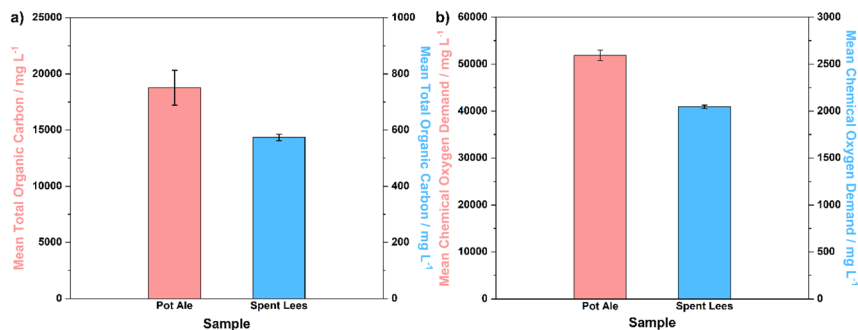 a)
Mean Total Organic Carbon / mg L⁻¹
25000
20000
15000
10000
5000
0
1000
800
600
400
200
0
Mean Total Organic Carbon / mg L⁻¹
Pot Ale
Spent Lees
Sample
b)
Mean Chemical Oxygen Demand / mg L⁻¹
60000
50000
40000
30000
20000
10000
0
3000
2500
2000
1500
1000
500
0
Mean Chemical Oxygen Demand / mg L⁻¹
Pot Ale
Spent Lees
Sample